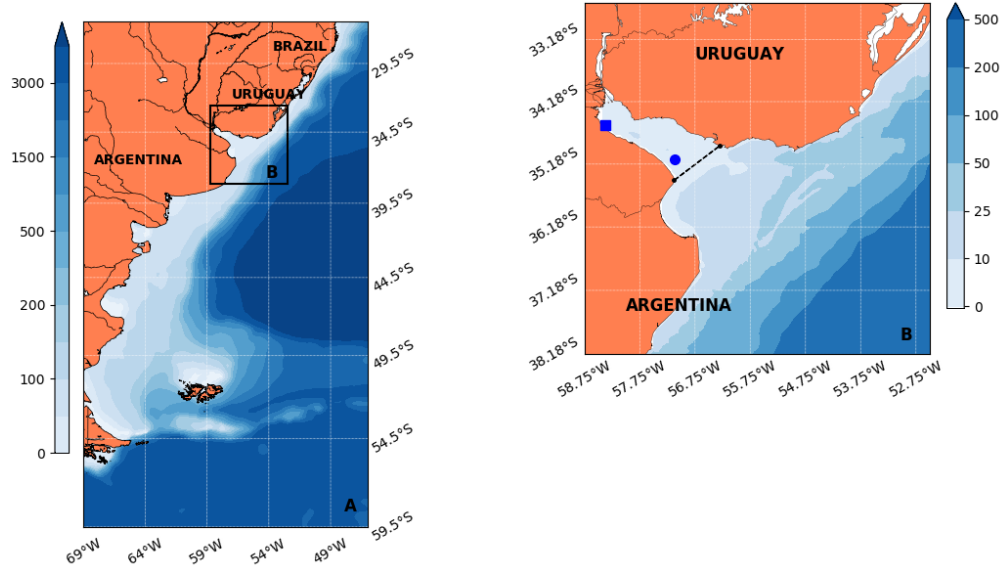 3000
1500
500
200
100
0
BRAZIL
URUGUAY
ARGENTINA
B
A
29.5°S
34.5°S
39.5°S
44.5°S
49.5°S
54.5°S
59.5°S
69°W
64°W
59°W
54°W
49°W
33.18°S
34.18°S
35.18°S
36.18°S
37.18°S
38.18°S
URUGUAY
ARGENTINA
B
58.75°W
57.75°W
56.75°W
55.75°W
54.75°W
53.75°W
52.75°W
500
200
100
50
25
10
0